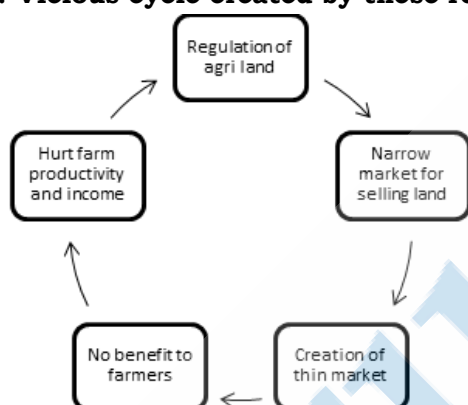 Vicious cycle created by these
Regulation of
agri land
Narrow
market for
selling land
Creation of
thin market
No benefit to
farmers
Hurt farm
productivity
and income